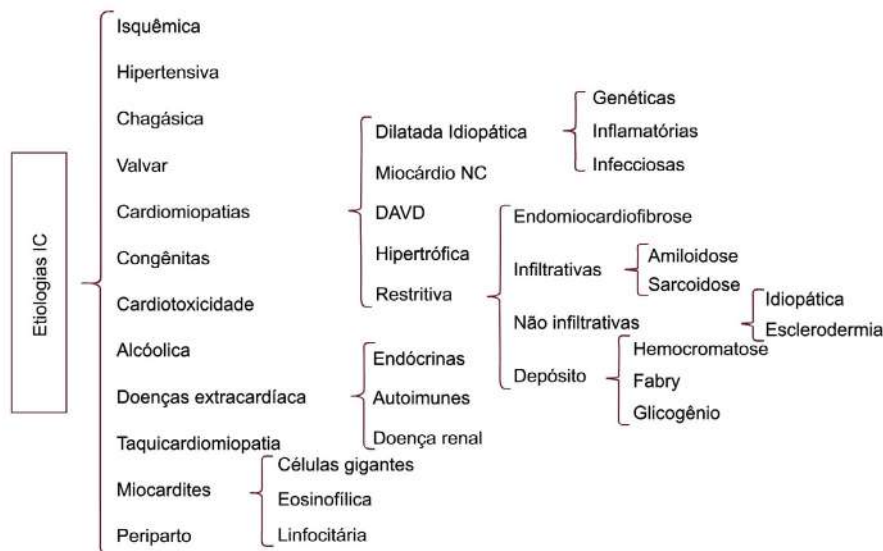 Etiologias IC
Isquêmica
Hipertensiva
Chagásica
Valvar
Cardiomiopatias
Congênitas
Cardiotoxicidade
Alcóolica
Doenças extracardíaca
Taquicardiomiopatia
Miocardites
Periparto
Dilatada Idiopática
Miocárdio NC
DAVD
Hipertrófica
Restritiva
Genéticas
Inflamatórias
Infecciosas
Endomiocardiofibrose
Infiltrativas
Não infiltrativas
Depósito
Amiloidose
Sarcoidose
Idiopática
Esclerodermia
Hemocromatose
Fabry
Glicogênio
Endócrinas
Autoimunes
Doença renal
Células gigantes
Eosinofílica
Linfocitária